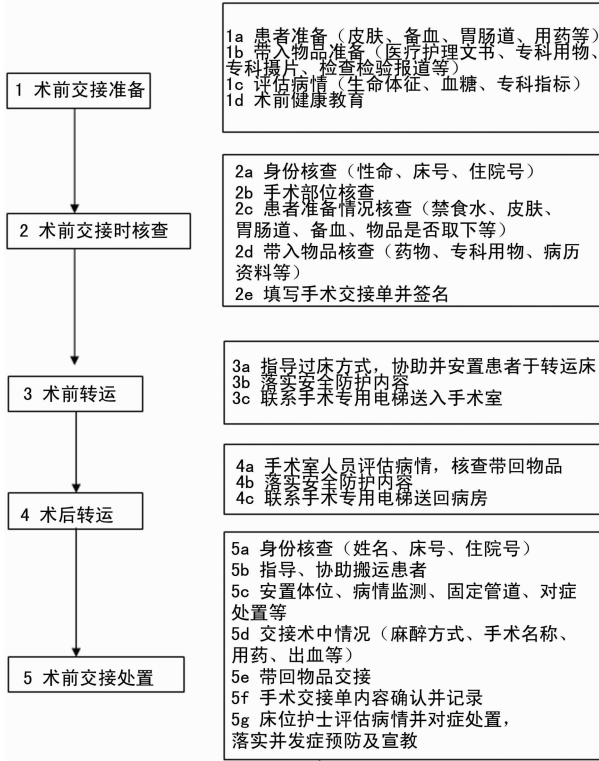 1 术前交接准备
1a 患者准备（皮肤、备血、胃肠道、用药等）
1b 带入物品准备（医疗护理文书、专科用物、
专科摄片、检查检验报道等）
1c 评估病情（生命体征、血糖、专科指标）
1d 术前健康教育
2 术前交接时核查
2a 身份核查（性命、床号、住院号）
2b 手术部位核查
2c 患者准备情况核查（禁食水、皮肤、
胃肠道、备血、物品是否取下等）
2d 带入物品核查（药物、专科用物、病历
资料等）
2e 填写手术交接单并签名
3 术前转运
3a 指导过床方式，协助并安置患者于转运床
3b 落实安全防护内容
3c 联系手术专用电梯送入手术室
4 术后转运
4a 手术室人员评估病情，核查带回物品
4b 落实安全防护内容
4c 联系手术专用电梯送回病房
5 术前交接处置
5a 身份核查（姓名、床号、住院号）
5b 指导、协助搬运患者
5c 安置体位、病情监测、固定管道、对症
处置等
5d 交接术中情况（麻醉方式、手术名称、
用药、出血等）
5e 带回物品交接
5f 手术交接单内容确认并记录
5g 床位护士评估病情并对症处置，
落实并发症预防及宣教